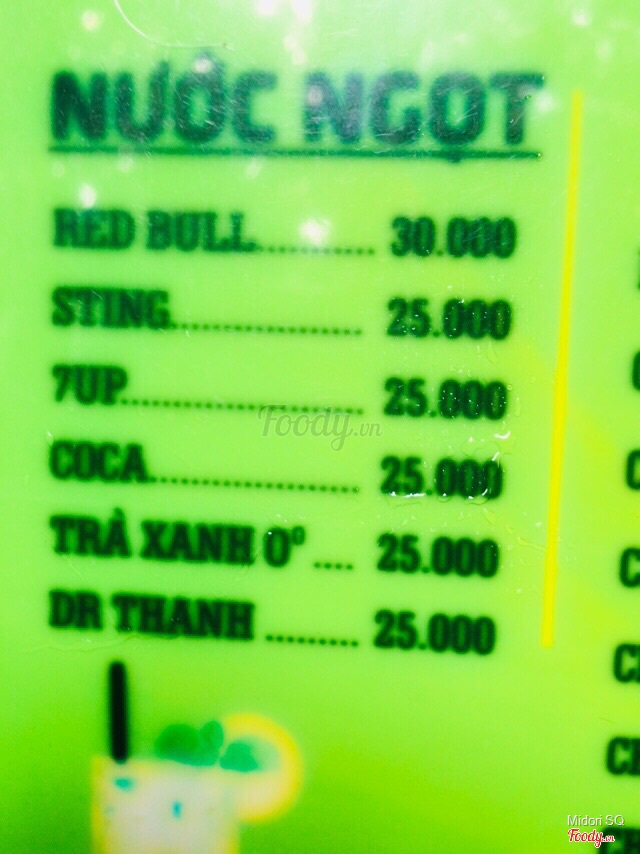 NƯỚC NGỌT
RED BULL.............. 30.000
STING................... 25.000
7UP........................ 25.000
COCA..................... 25.000
TRÀ XANH 0° .... 25.000
DR THANH ......... 25.000
Foody.vn
Midori SQ
Foody.vn